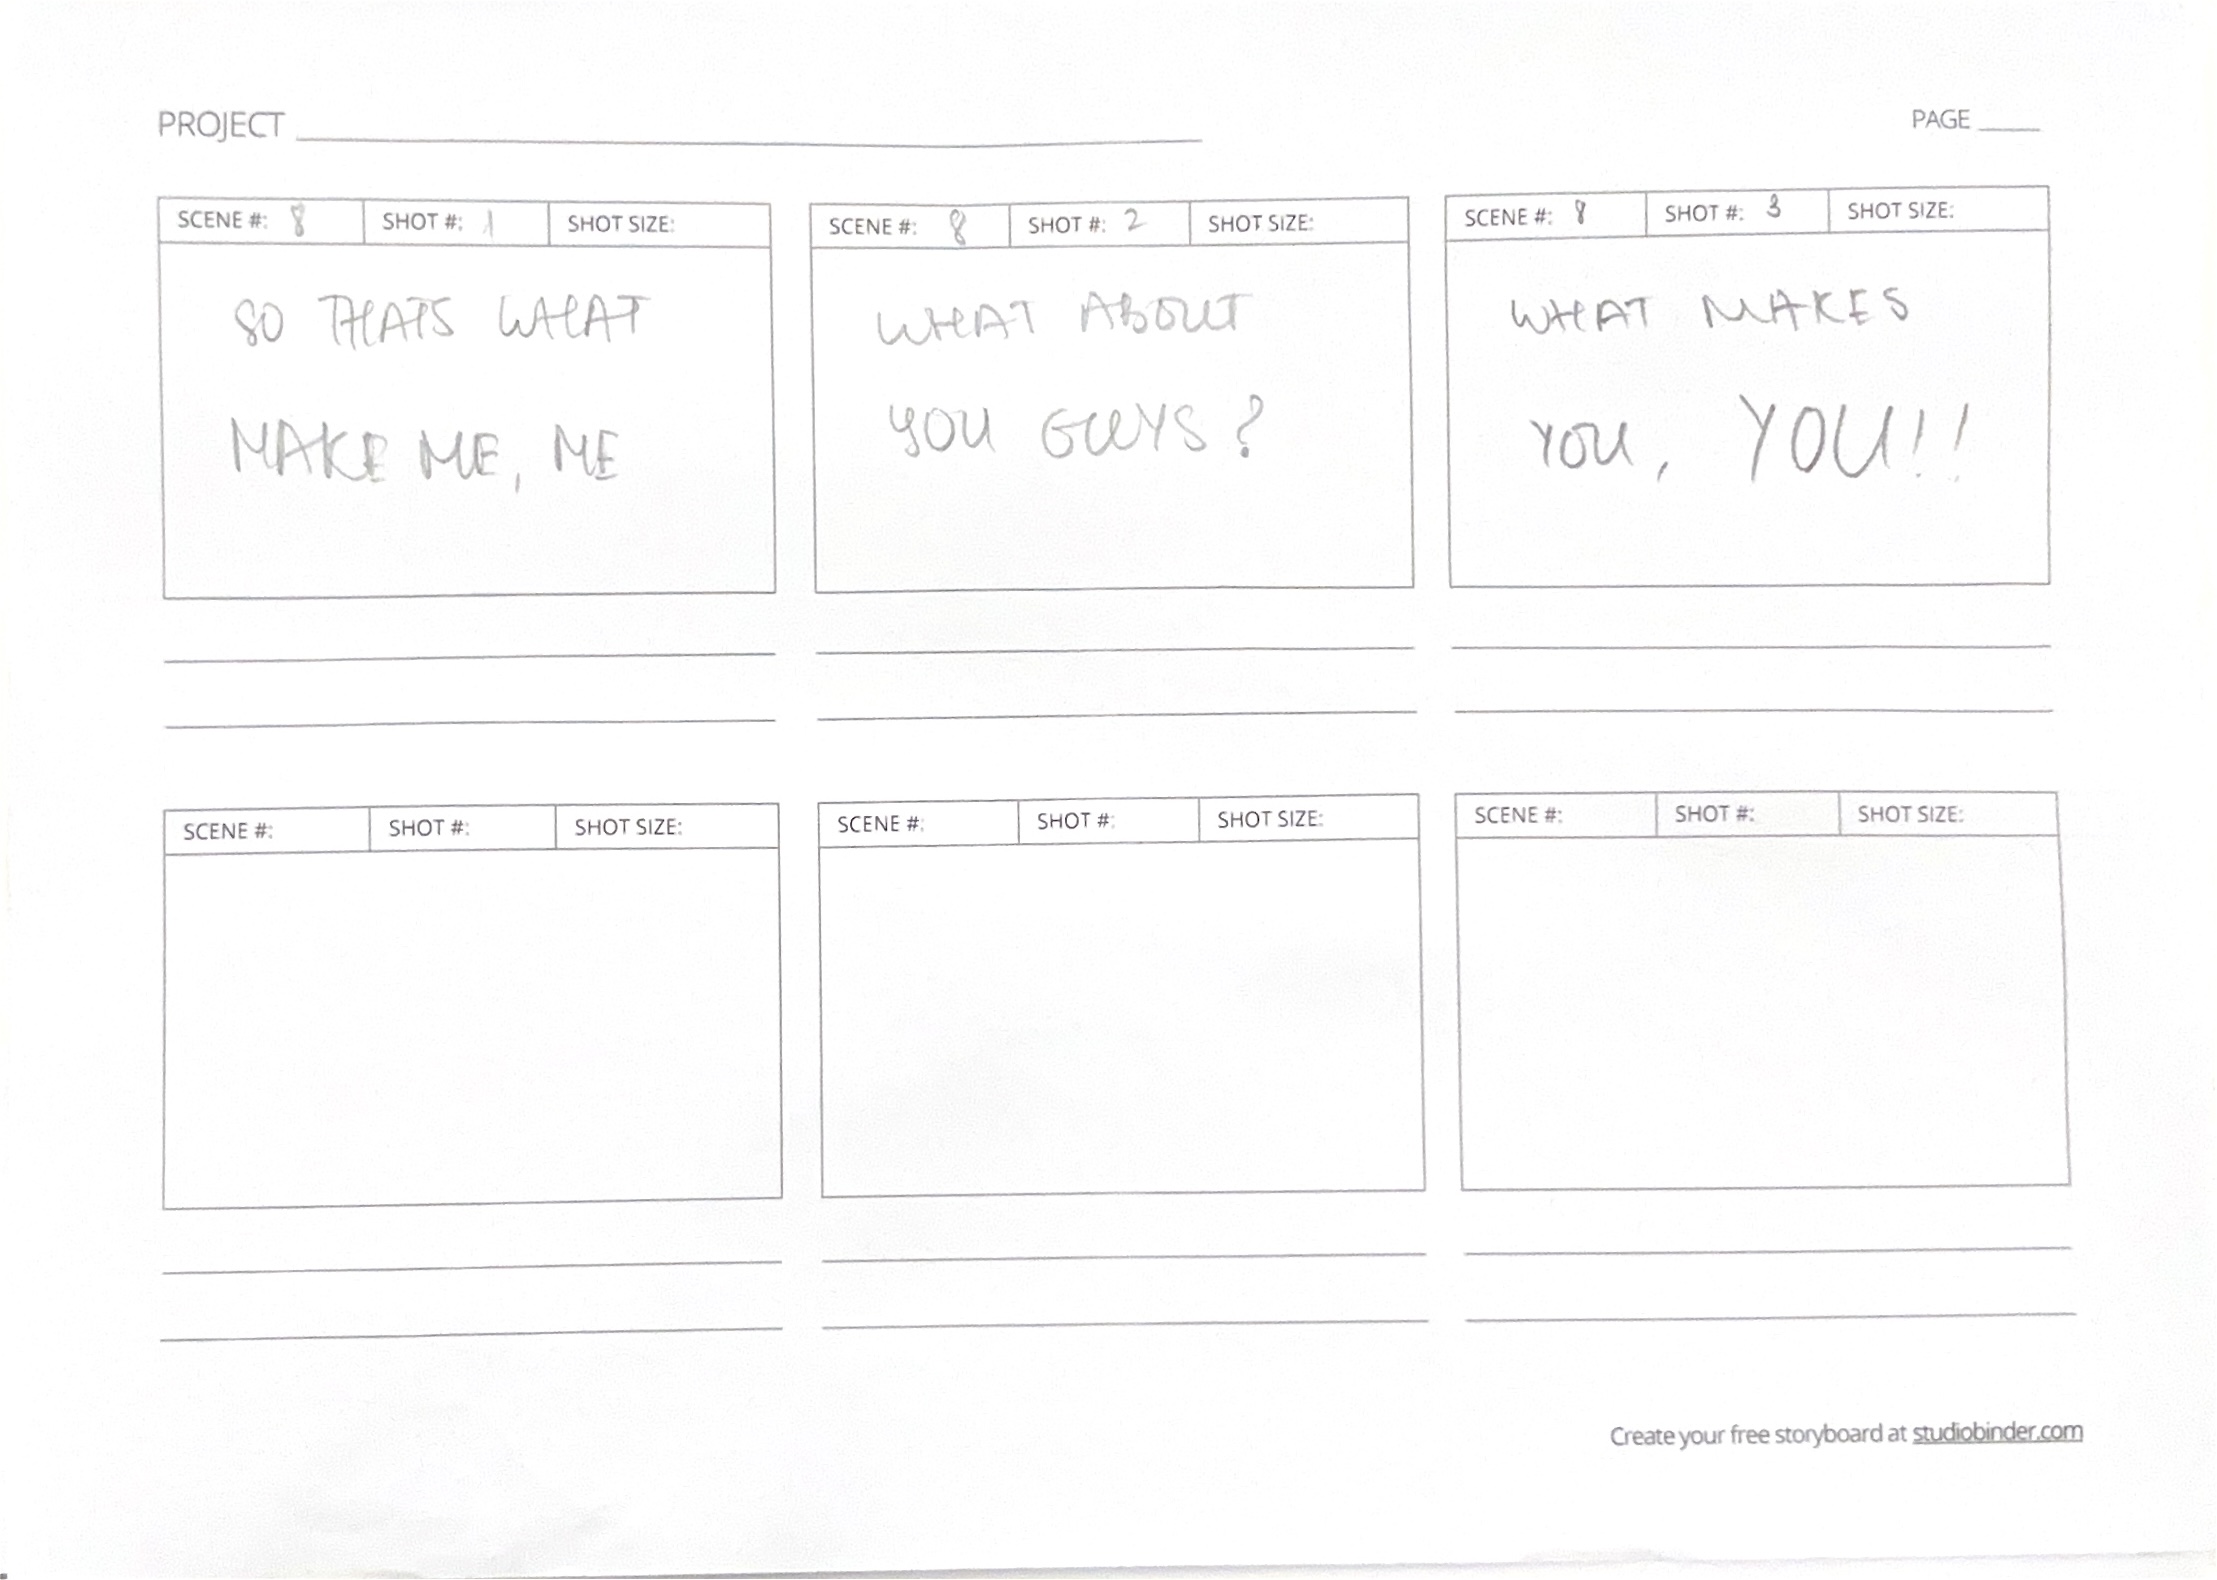 PROJECT
PAGE
SCENE #: 8 SHOT #: 1 SHOT SIZE:
SO THATS WHAT
MAKE ME, ME
SCENE #: 8 SHOT #: 2 SHOT SIZE:
WHAT ABOUT
YOU GUYS?
SCENE #: 8 SHOT #: 3 SHOT SIZE:
WHAT MAKES
YOU, YOU!!
SCENE #: SHOT #: SHOT SIZE:
SCENE #: SHOT #: SHOT SIZE:
SCENE #: SHOT #: SHOT SIZE:
Create your free storyboard at studiobinder.com